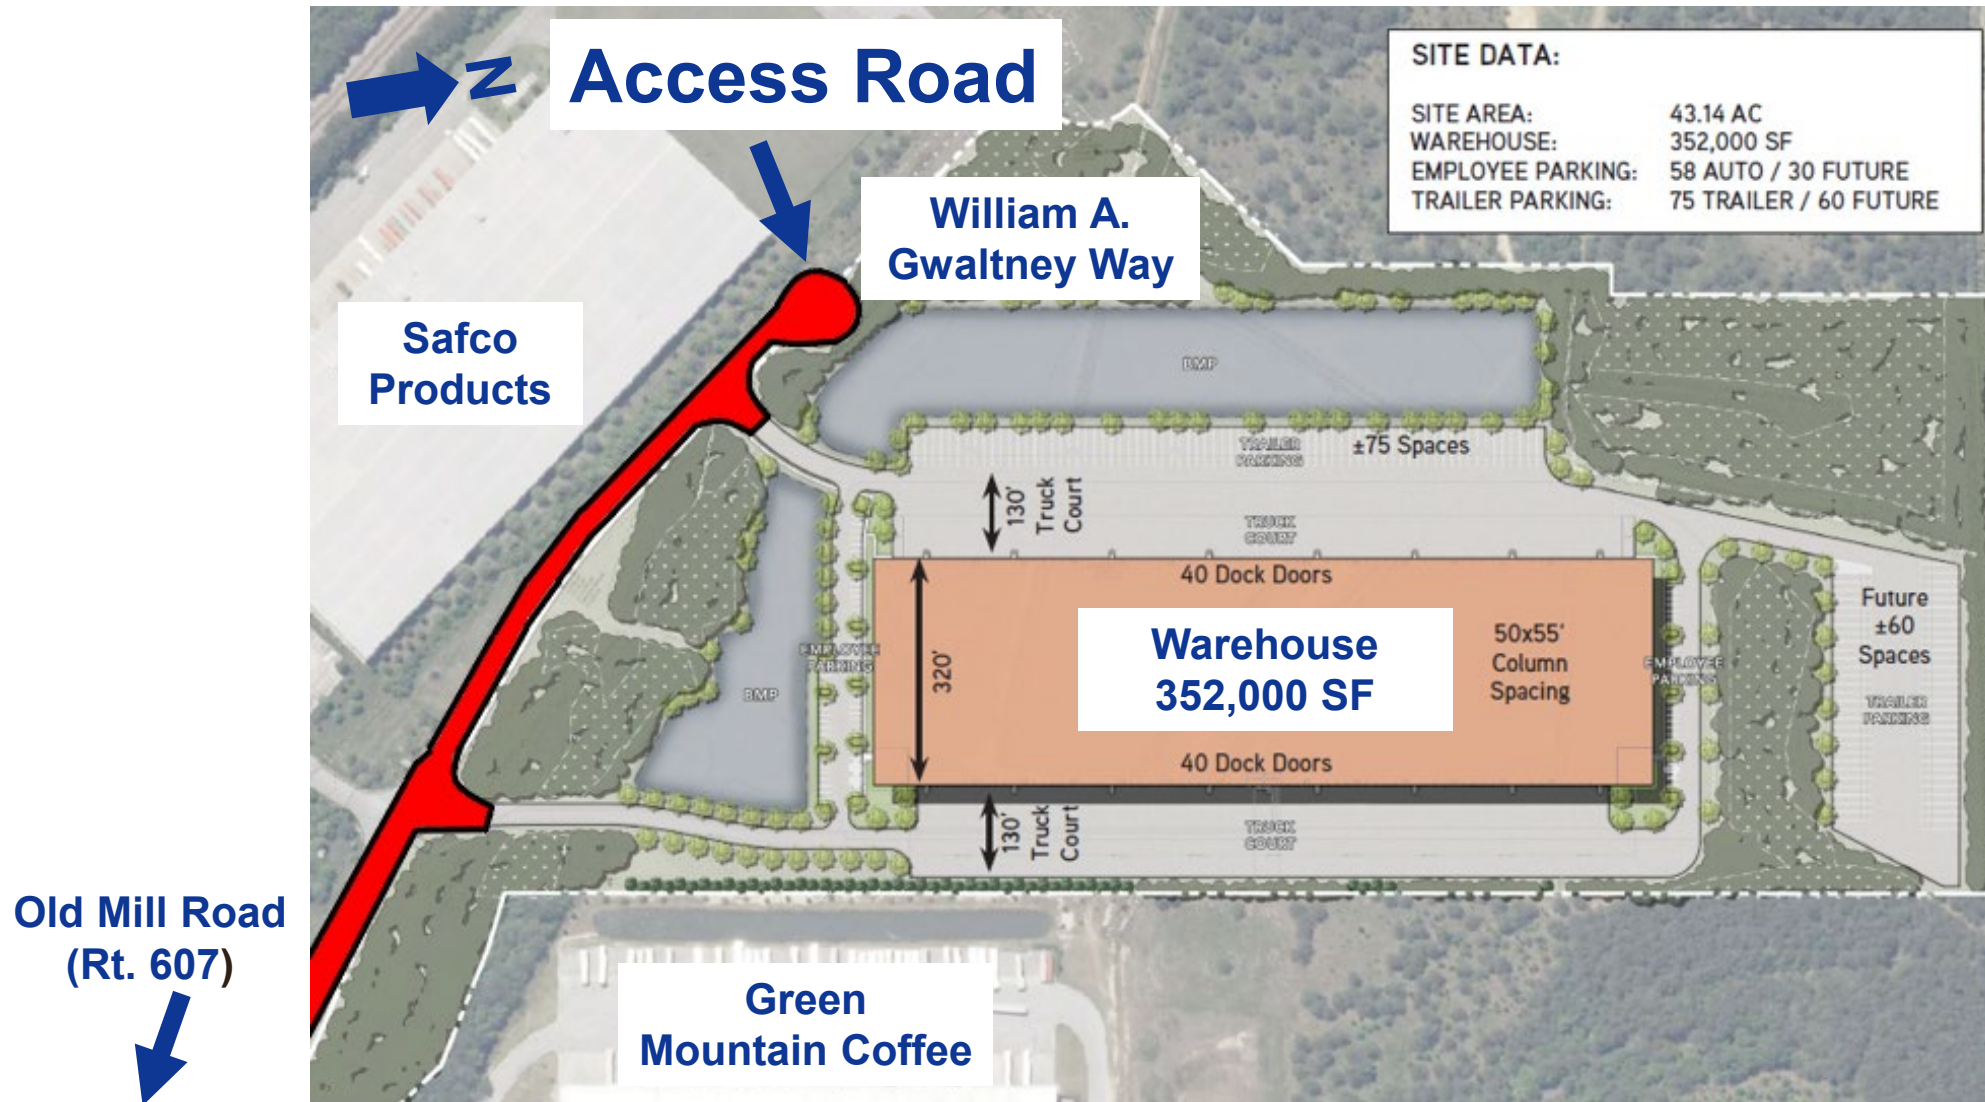 N
Access Road
SITE DATA:
SITE AREA: 43.14 AC
WAREHOUSE: 352,000 SF
EMPLOYEE PARKING: 58 AUTO / 30 FUTURE
TRAILER PARKING: 75 TRAILER / 60 FUTURE
William A.
Gwaltney Way
Safco
Products
BMP
TRAILER
PARKING
±75 Spaces
130'
Truck
Court
TRUCK
COURT
40 Dock Doors
320'
Warehouse
352,000 SF
50x55'
Column
Spacing
EMPLOYEE
PARKING
BMP
EMPLOYEE
PARKING
Future
±60
Spaces
TRAILER
PARKING
40 Dock Doors
130'
Truck
Court
TRUCK
COURT
Old Mill Road
(Rt. 607)
Green
Mountain Coffee